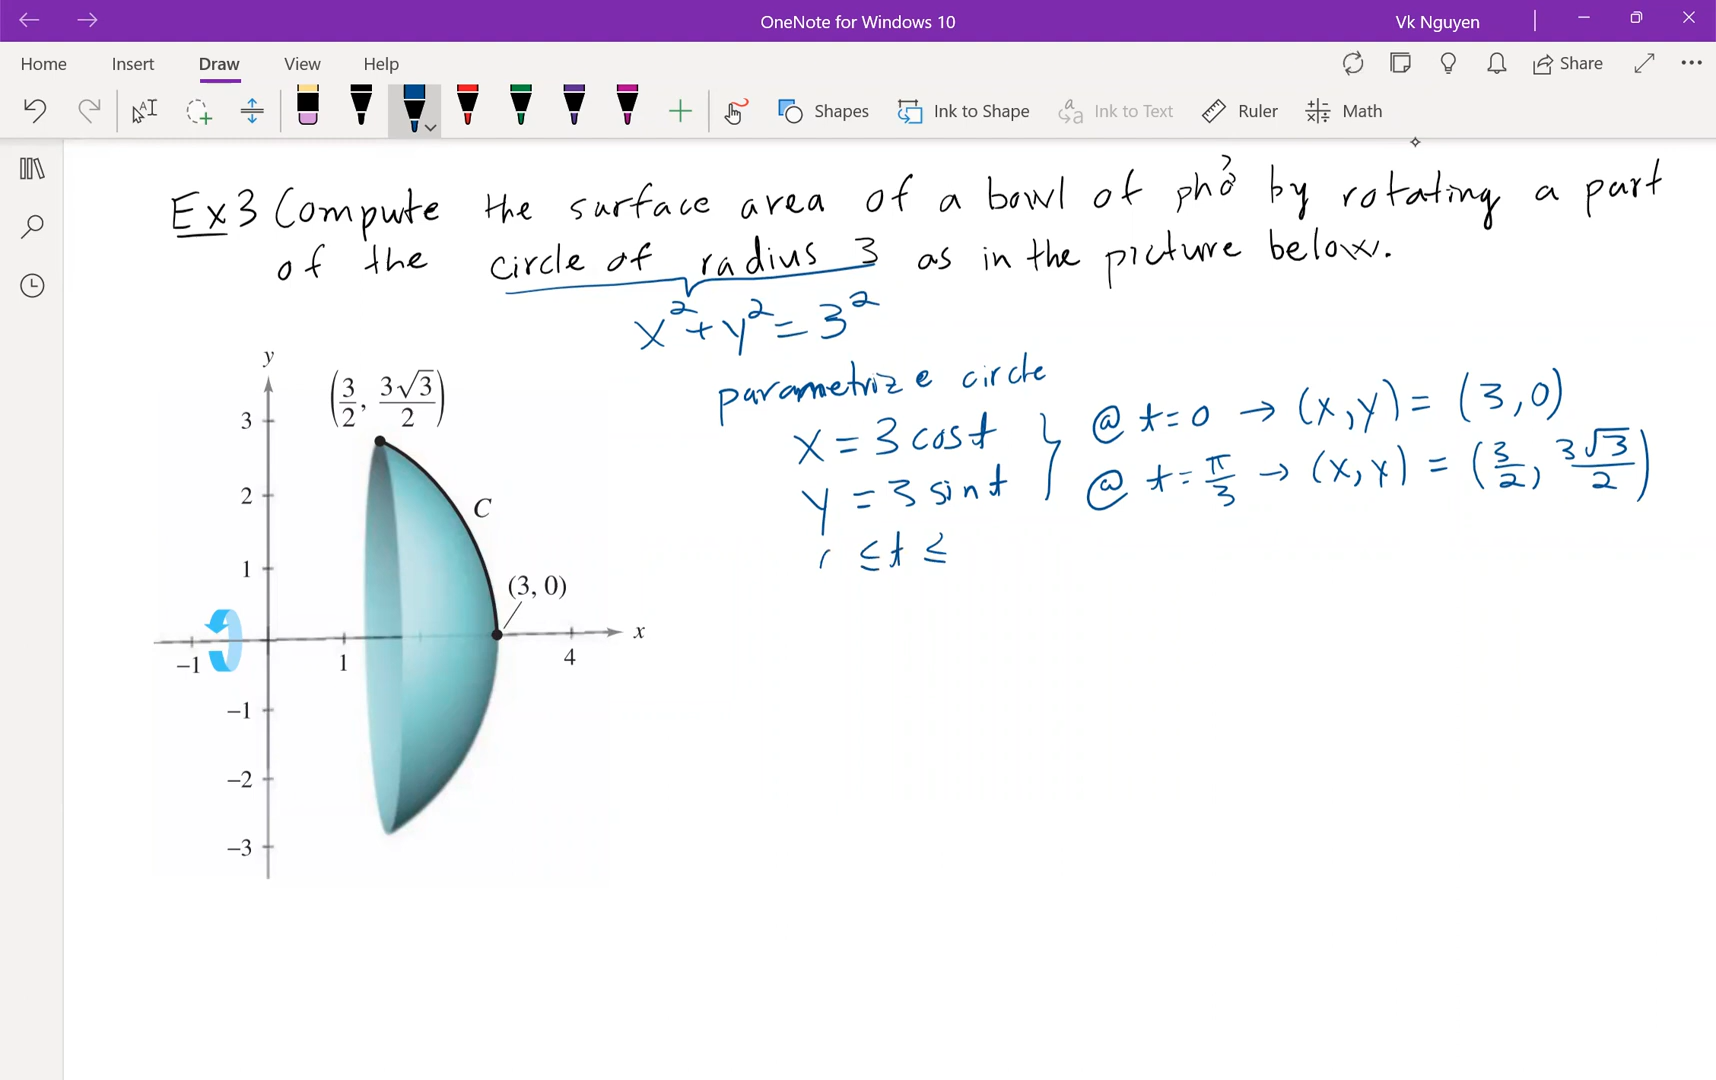 OneNote for Windows 10
Vk Nguyen
Home Insert Draw View Help
Share
Shapes Ink to Shape Ink to Text Ruler Math
Ex3 Compute the surface area of a bowl of phở by rotating a part
of the circle of radius 3 as in the picture below.
x² + y² = 3²
parametrize circle
x = 3 cos t
y = 3 sin t
≤ t ≤
@ t = 0 → (x, y) = (3, 0)
@ t = π/3 → (x, y) = (3/2, 3√3/2)
y
(3/2, 3√3/2)
3
2
C
1
(3, 0)
x
−1 1 4
−1
−2
−3